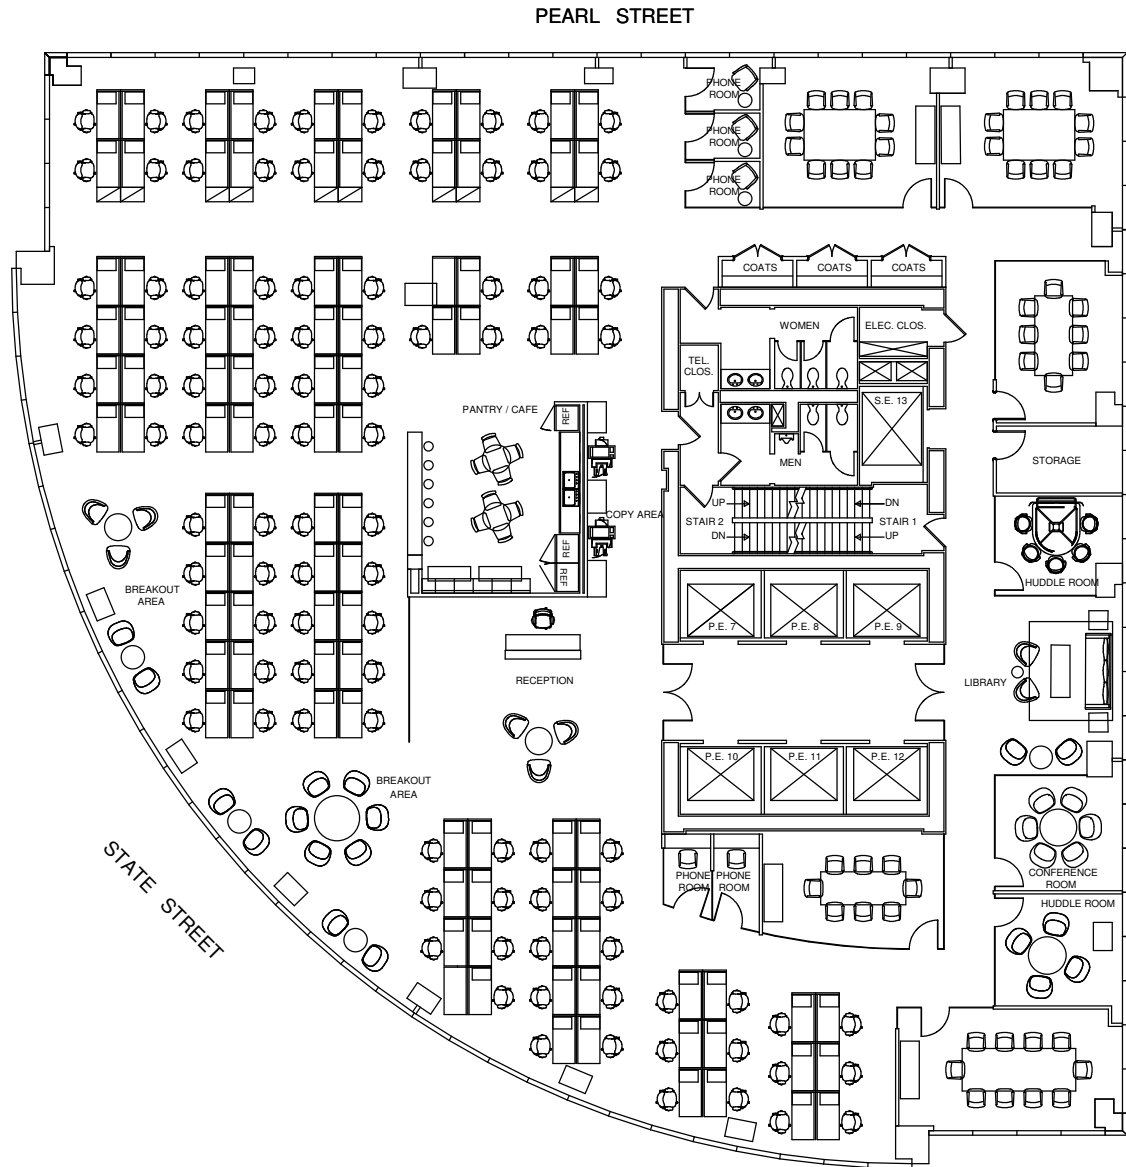 PEARL STREET
PHONE
ROOM
PHONE
ROOM
PHONE
ROOM
COATS
COATS
COATS
WOMEN
ELEC. CLOS.
TEL.
CLOS.
S.E. 13
PANTRY / CAFE
REF
MEN
STORAGE
UP
DN
COPY AREA
STAIR 2
STAIR 1
DN
UP
REF
REF
HUDDLE ROOM
BREAKOUT
AREA
P.E. 7
P.E. 8
P.E. 9
RECEPTION
LIBRARY
P.E. 10
P.E. 11
P.E. 12
BREAKOUT
AREA
STATE STREET
PHONE
ROOM
PHONE
ROOM
CONFERENCE
ROOM
HUDDLE ROOM